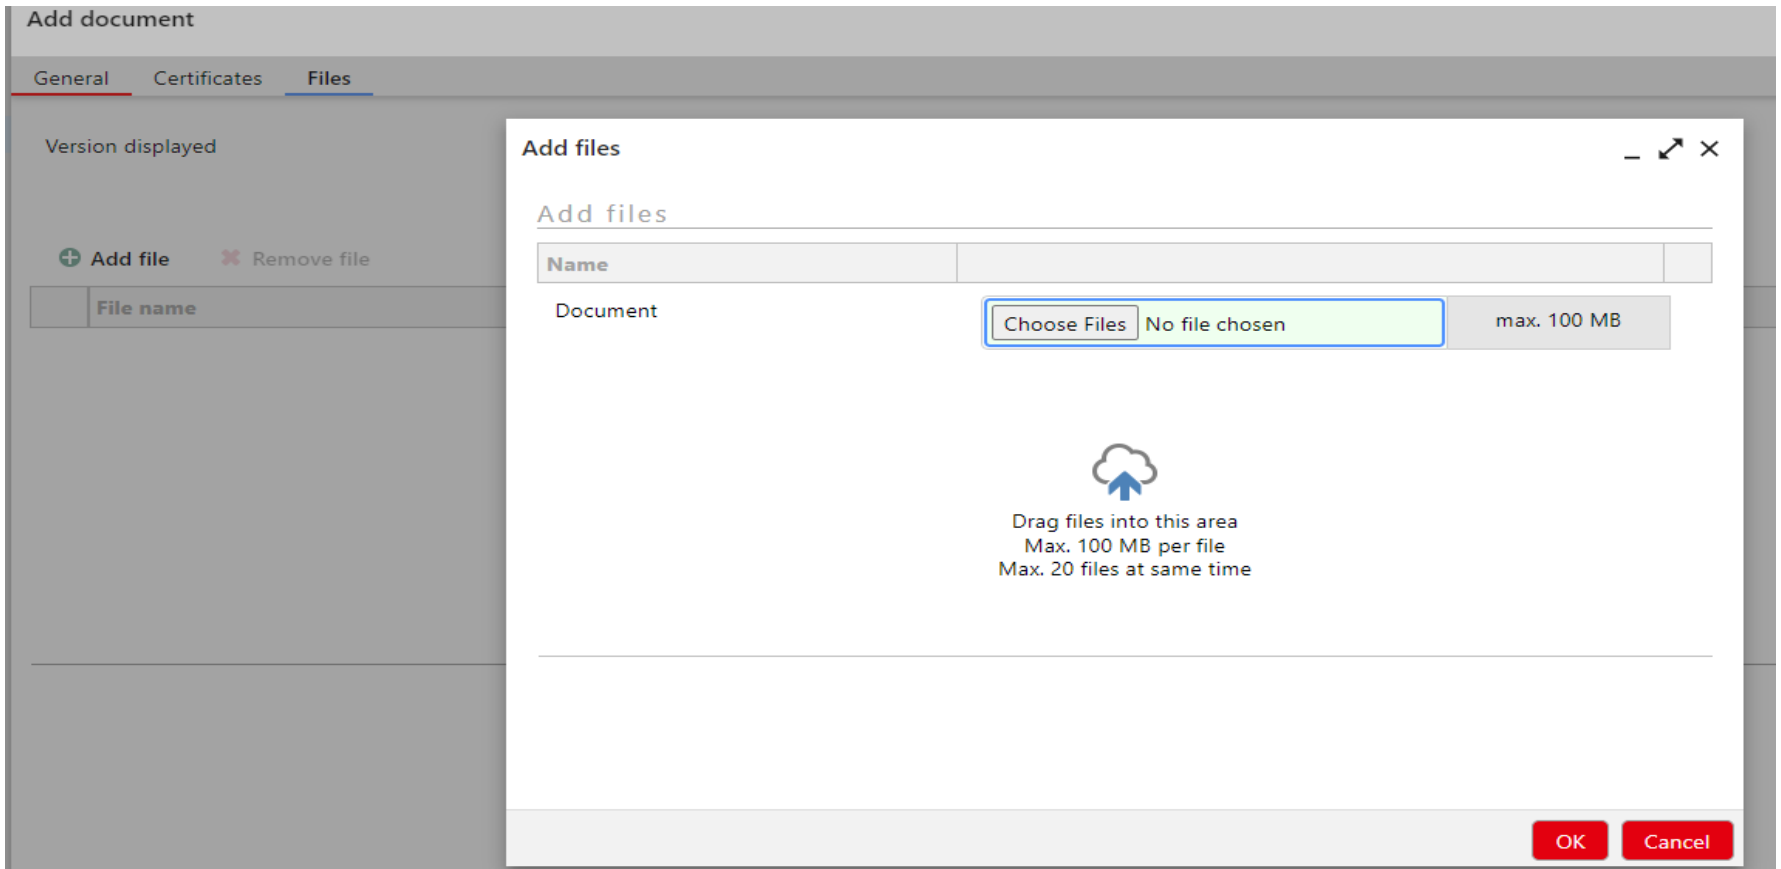 Add document
General Certificates Files
Version displayed
Add file Remove file
File name
Add files
Add files
Name
Document Choose Files No file chosen max. 100 MB
Drag files into this area
Max. 100 MB per file
Max. 20 files at same time
OK Cancel